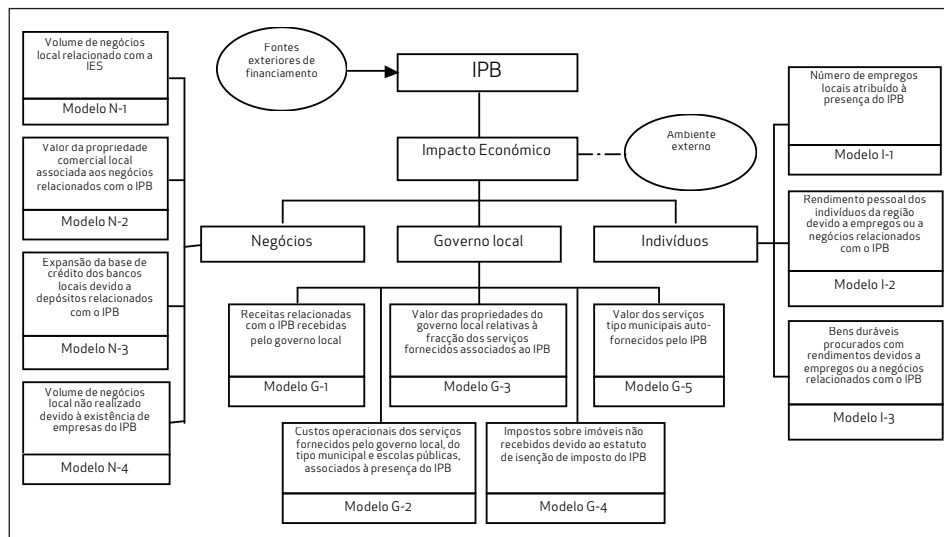 Fontes
exteriores de
financiamento
IPB
Impacto Económico
Ambiente
externo
Negócios
Governo local
Indivíduos
Volume de negócios
local relacionado com a
IES
Modelo N-1
Valor da propriedade
comercial local
associada aos negócios
relacionados com o IPB
Modelo N-2
Expansão da base de
crédito dos bancos
locais devido a
depósitos relacionados
com o IPB
Modelo N-3
Volume de negócios
local não realizado
devido à existência de
empresas do IPB
Modelo N-4
Receitas relacionadas
com o IPB recebidas
pelo governo local
Modelo G-1
Valor das propriedades do
governo local relativas à
fracção dos serviços
fornecidos associados ao IPB
Modelo G-3
Valor dos serviços
tipo municipais auto-
fornecidos pelo IPB
Modelo G-5
Custos operacionais dos serviços
fornecidos pelo governo local, do
tipo municipal e escolas públicas,
associados à presença do IPB
Modelo G-2
Impostos sobre imóveis não
recebidos devido ao estatuto
de isenção de imposto do IPB
Modelo G-4
Número de empregos
locais atribuído à
presença do IPB
Modelo I-1
Rendimento pessoal dos
indivíduos da região
devido a empregos ou a
negócios relacionados
com o IPB
Modelo I-2
Bens duráveis
procurados com
rendimentos devidos a
empregos ou a negócios
relacionados com o IPB
Modelo I-3